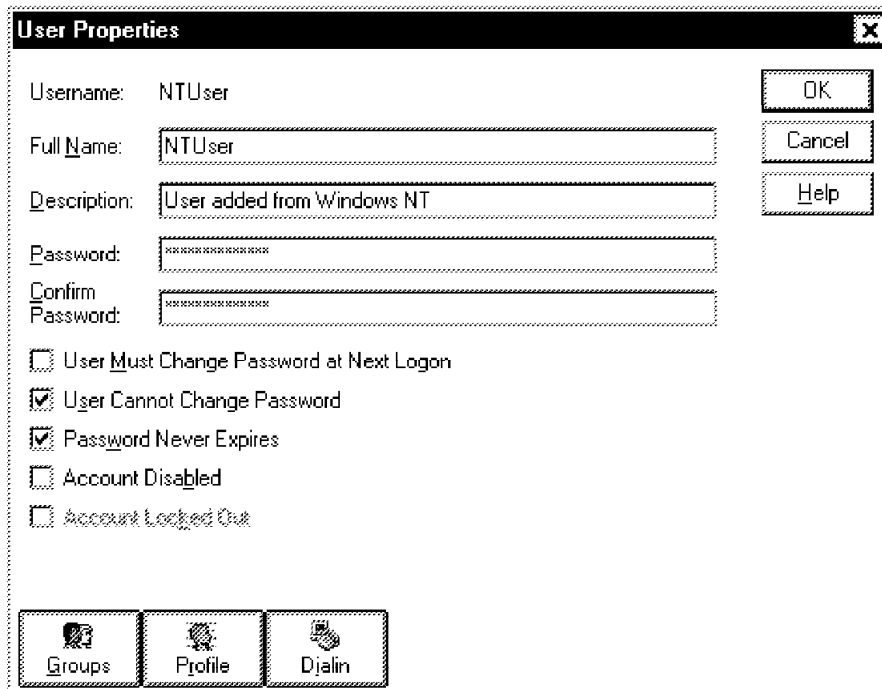 User Properties
Username: NTUser
OK
Full Name: NTUser
Cancel
Description: User added from Windows NT
Help
Password: **************
Confirm
Password: **************
User Must Change Password at Next Logon
User Cannot Change Password
Password Never Expires
Account Disabled
Account Locked Out
Groups Profile Dialin